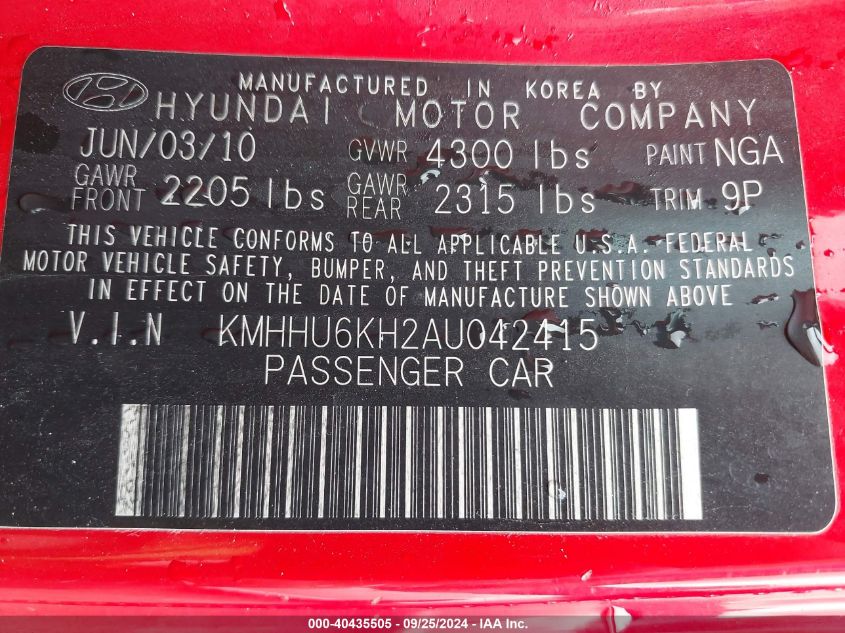 MANUFACTURED IN KOREA BY
HYUNDAI MOTOR COMPANY
JUN/03/10 GVWR 4300 lbs PAINT NGA
GAWR FRONT 2205 lbs GAWR REAR 2315 lbs TRIM 9P
THIS VEHICLE CONFORMS TO ALL APPLICABLE U.S.A. FEDERAL
MOTOR VEHICLE SAFETY, BUMPER, AND THEFT PREVENTION STANDARDS
IN EFFECT ON THE DATE OF MANUFACTURE SHOWN ABOVE
V.I.N KMHHU6KH2AU042415
PASSENGER CAR
000-40435505 - 09/25/2024 - IAA Inc.